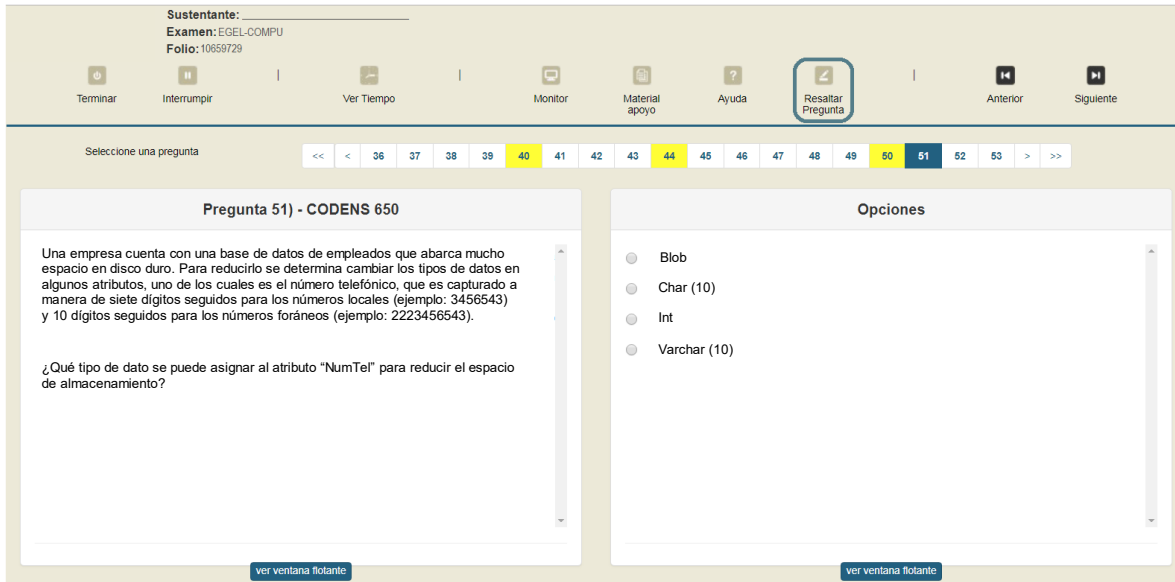 Sustentante: ____________________
Examen: EGEL-COMPU
Folio: 10659729
Terminar
Interrumpir
|
Ver Tiempo
|
Monitor
Material apoyo
Ayuda
Resaltar Pregunta
|
Anterior
Siguiente
Seleccione una pregunta
<< < 36 37 38 39 40 41 42 43 44 45 46 47 48 49 50 51 52 53 > >>
Pregunta 51) - CODENS 650
Una empresa cuenta con una base de datos de empleados que abarca mucho
espacio en disco duro. Para reducirlo se determina cambiar los tipos de datos en
algunos atributos, uno de los cuales es el número telefónico, que es capturado a
manera de siete dígitos seguidos para los números locales (ejemplo: 3456543)
y 10 dígitos seguidos para los números foráneos (ejemplo: 2223456543).
¿Qué tipo de dato se puede asignar al atributo “NumTel” para reducir el espacio
de almacenamiento?
ver ventana flotante
Opciones
Blob
Char (10)
Int
Varchar (10)
ver ventana flotante